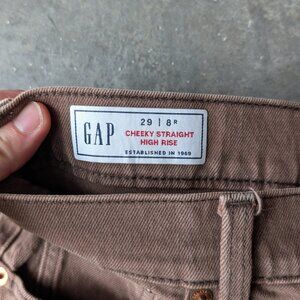 GAP
29 | 8ᴿ
CHEEKY STRAIGHT
HIGH RISE
ESTABLISHED IN 1969